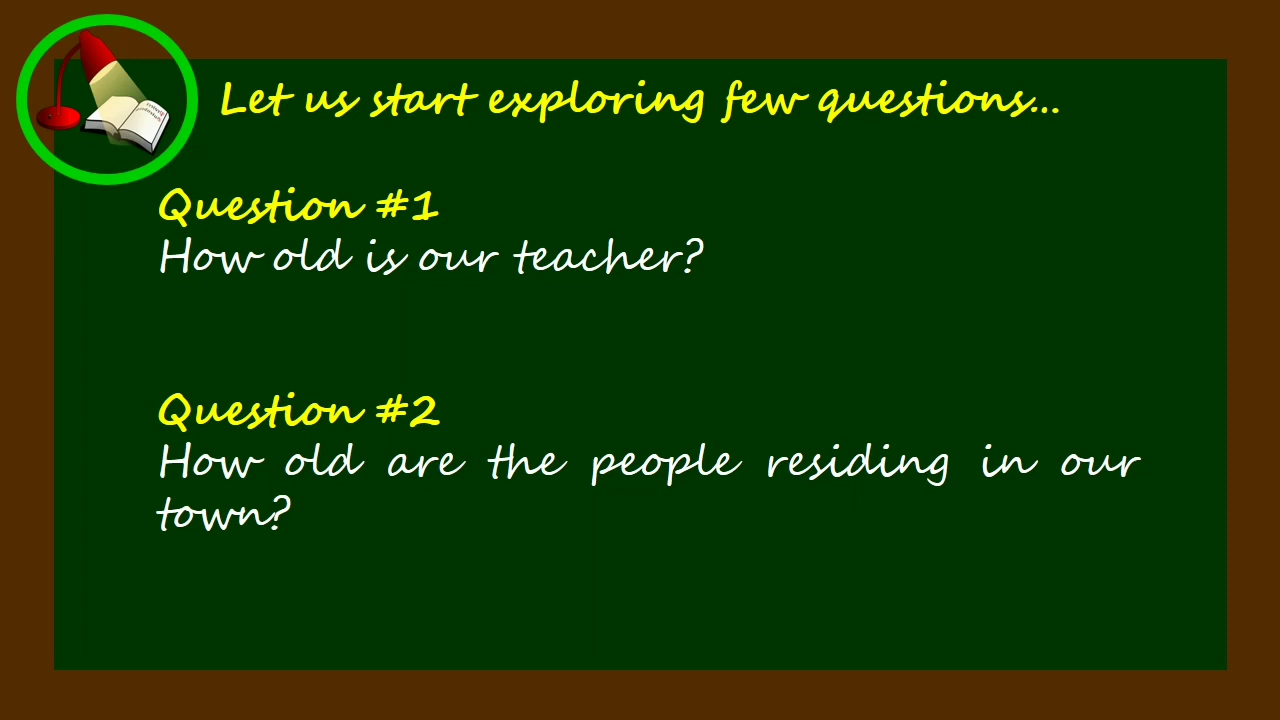 Let us start exploring few questions...
Question #1
How old is our teacher?
Question #2
How old are the people residing in our
town?